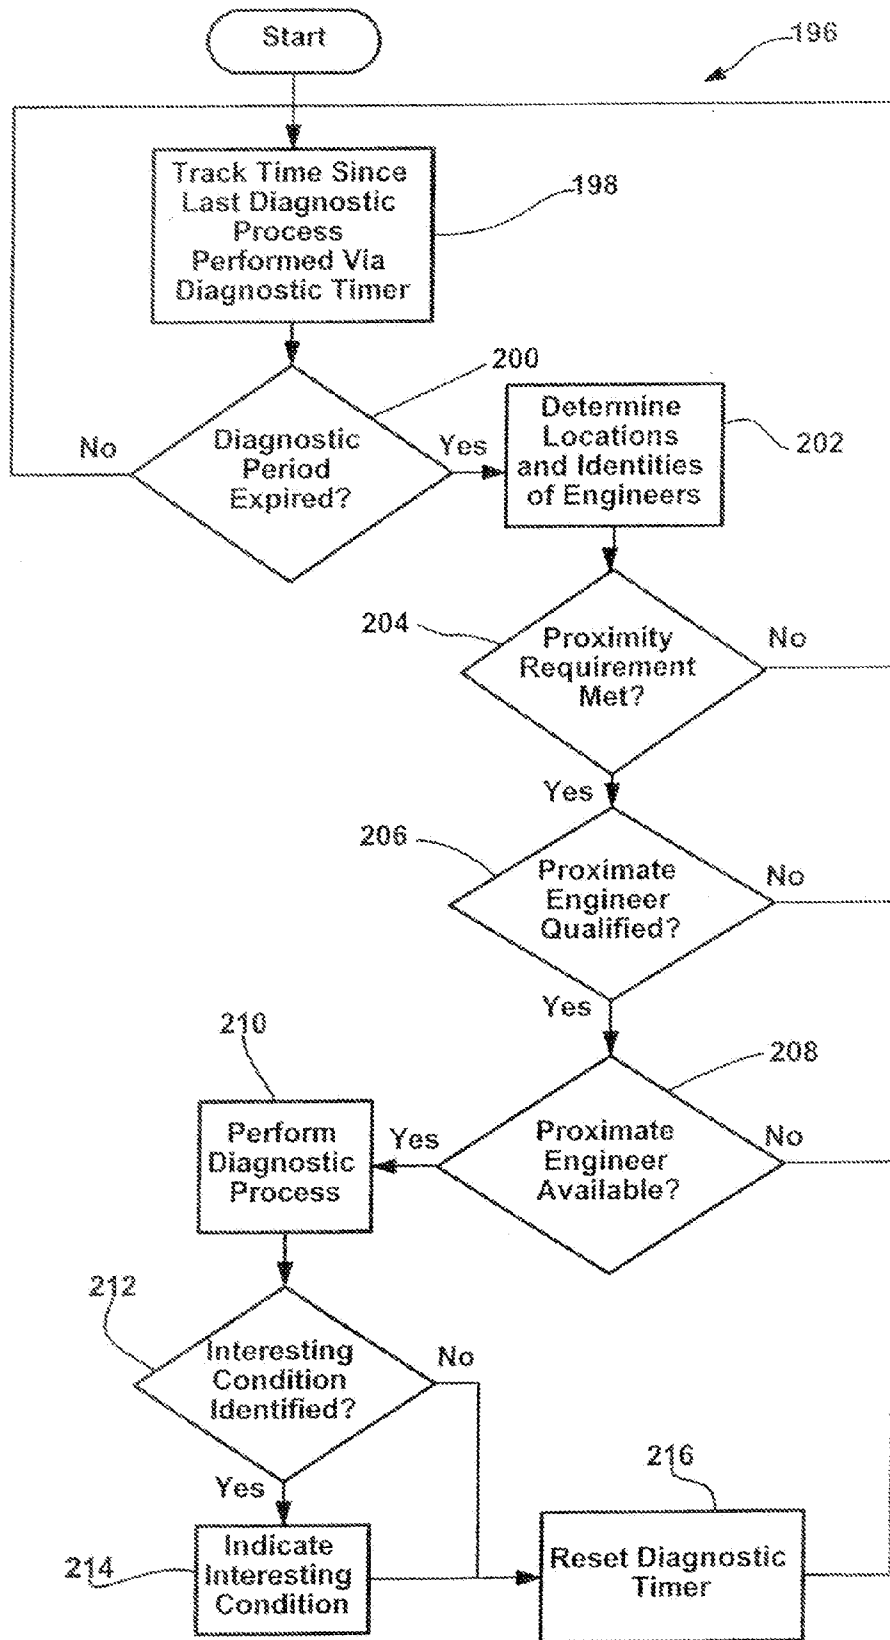 Start
196
Track Time Since
Last Diagnostic
Process
Performed Via
Diagnostic Timer
198
200
Diagnostic
Period
Expired?
No
Yes
Determine
Locations
and Identities
of Engineers
202
204
Proximity
Requirement
Met?
No
Yes
206
Proximate
Engineer
Qualified?
No
Yes
208
Proximate
Engineer
Available?
No
Yes
210
Perform
Diagnostic
Process
212
Interesting
Condition
Identified?
No
Yes
214
Indicate
Interesting
Condition
216
Reset Diagnostic
Timer